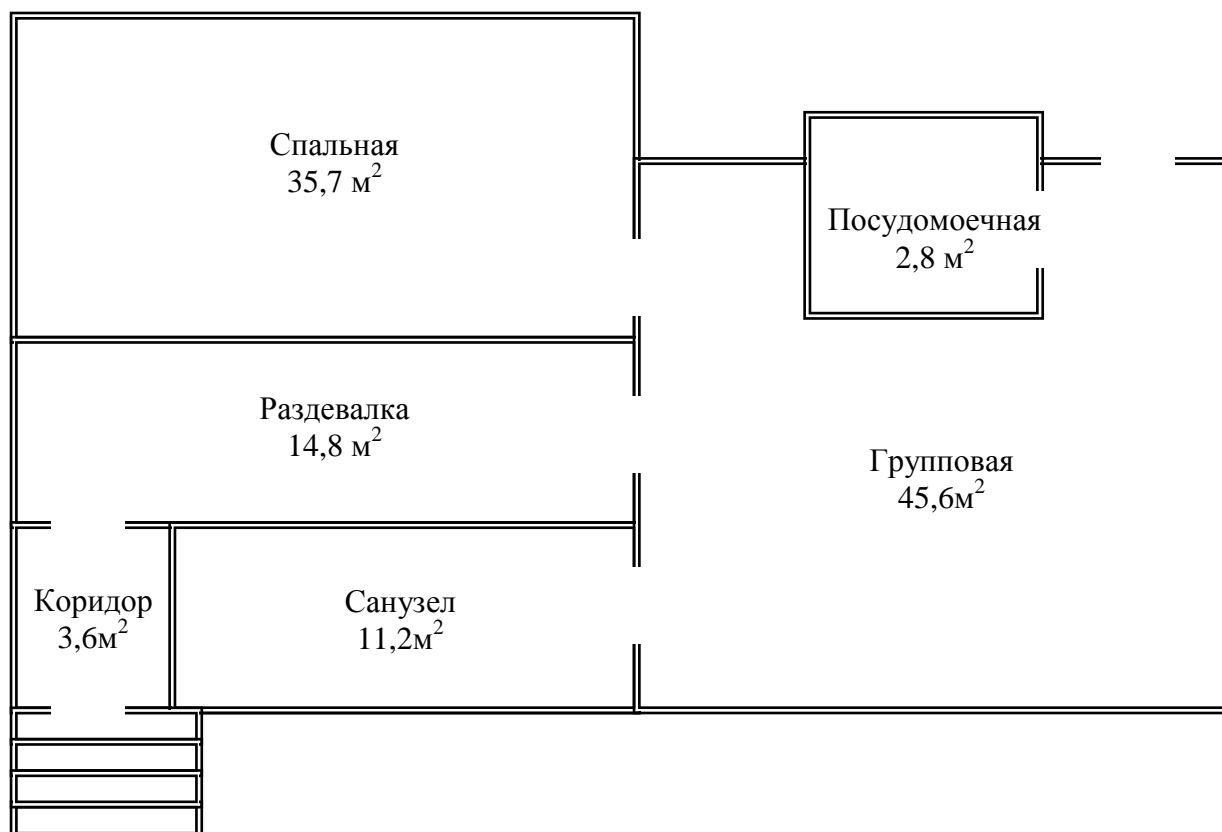 Спальная
35,7 м²
Посудомоечная
2,8 м²
Раздевалка
14,8 м²
Групповая
45,6м²
Коридор
3,6м²
Санузел
11,2м²